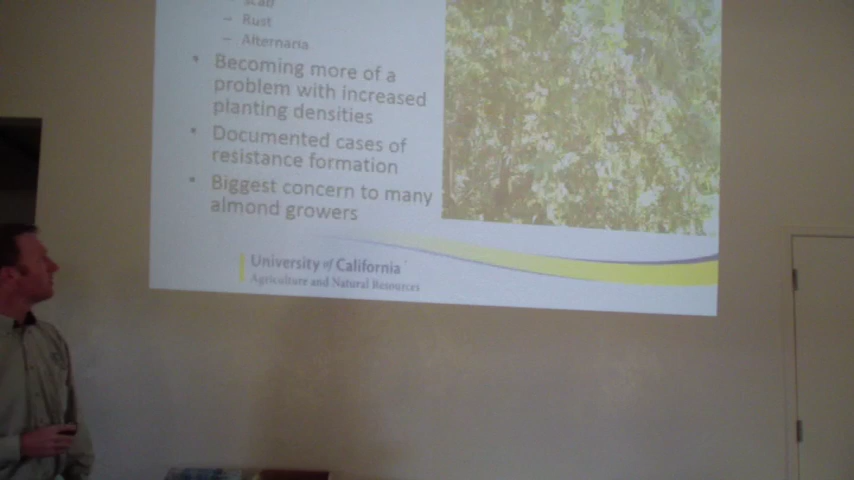 – Scab
– Rust
– Alternaria
• Becoming more of a
problem with increased
planting densities
• Documented cases of
resistance formation
• Biggest concern to many
almond growers
University of California
Agriculture and Natural Resources